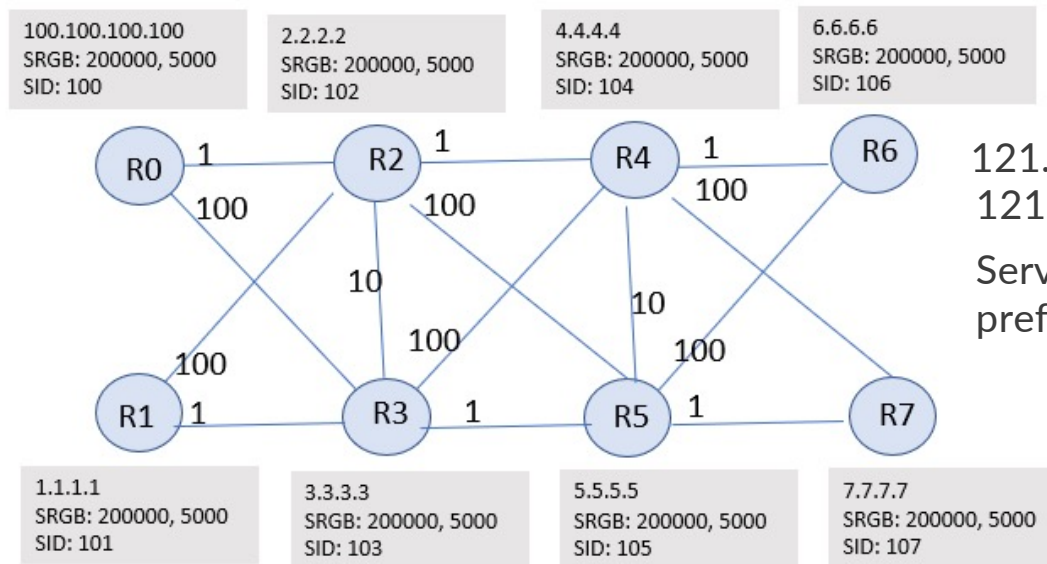 100.100.100.100
SRGB: 200000, 5000
SID: 100
2.2.2.2
SRGB: 200000, 5000
SID: 102
4.4.4.4
SRGB: 200000, 5000
SID: 104
6.6.6.6
SRGB: 200000, 5000
SID: 106
R0
1
R2
1
R4
1
R6
100
100
100
10
10
100
100
100
R1
1
R3
1
R5
1
R7
1.1.1.1
SRGB: 200000, 5000
SID: 101
3.3.3.3
SRGB: 200000, 5000
SID: 103
5.5.5.5
SRGB: 200000, 5000
SID: 105
7.7.7.7
SRGB: 200000, 5000
SID: 107
121.
121
Serv
pref